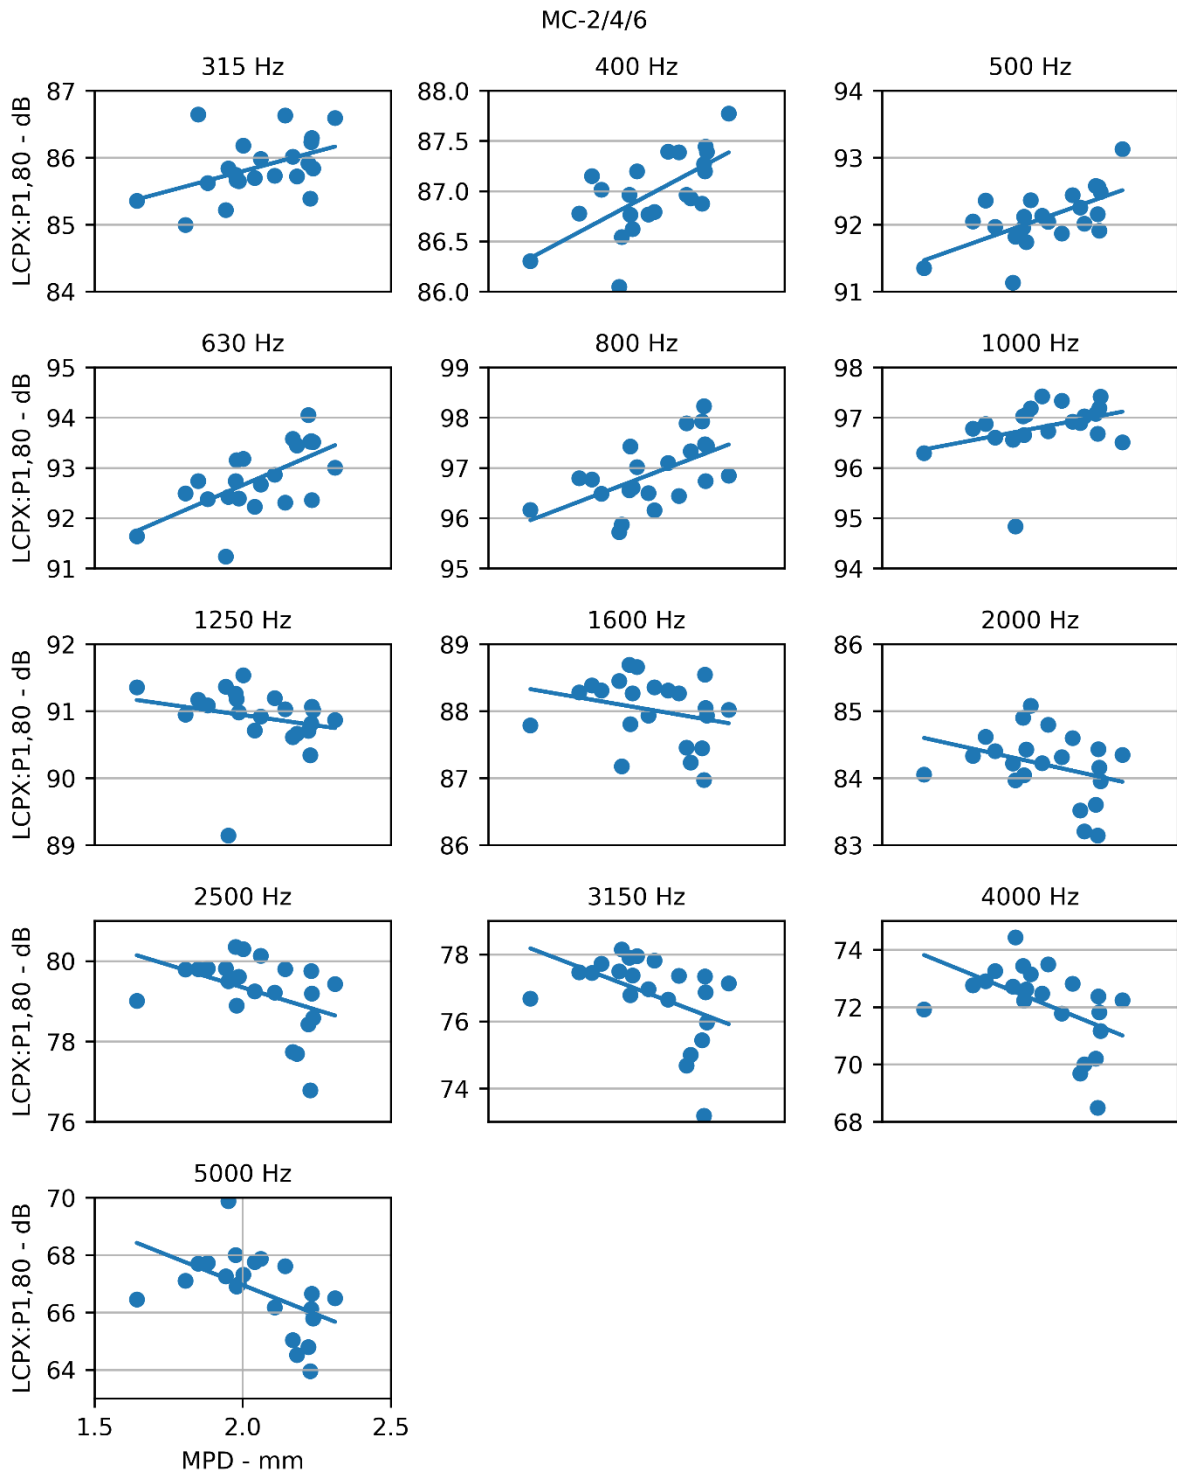 MC-2/4/6
315 Hz
400 Hz
500 Hz
LCPX:P1,80 - dB
87
86
85
84
88.0
87.5
87.0
86.5
86.0
94
93
92
91
630 Hz
800 Hz
1000 Hz
LCPX:P1,80 - dB
95
94
93
92
91
99
98
97
96
95
98
97
96
95
94
1250 Hz
1600 Hz
2000 Hz
LCPX:P1,80 - dB
92
91
90
89
89
88
87
86
86
85
84
83
2500 Hz
3150 Hz
4000 Hz
LCPX:P1,80 - dB
80
78
76
78
76
74
74
72
70
68
5000 Hz
LCPX:P1,80 - dB
70
68
66
64
1.5 2.0 2.5
MPD - mm